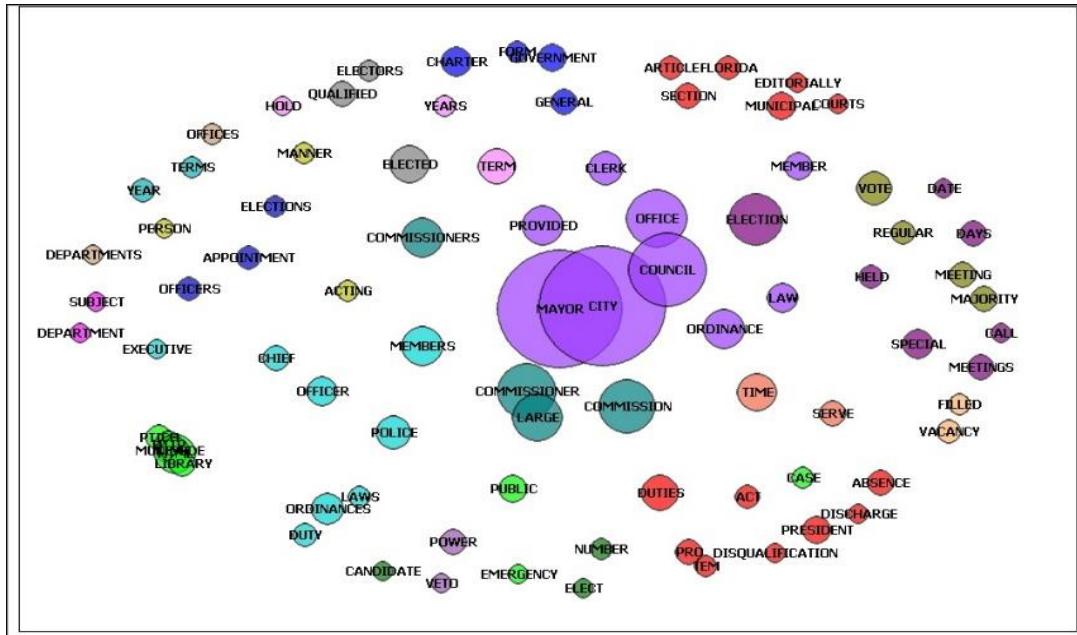 FORM
GOVERNMENT
CHARTER
ELECTORS
ARTICLE
FLORIDA
EDITORIALLY
QUALIFIED
SECTION
GENERAL
MUNICIPAL
COURTS
HOLD
YEARS
OFFICES
MANNER
ELECTED
TERM
CLERK
MEMBER
TERMS
YEAR
VOTE
DATE
ELECTIONS
OFFICE
ELECTION
PERSON
PROVIDED
REGULAR
DAYS
COMMISSIONERS
DEPARTMENTS
APPOINTMENT
COUNCIL
HELD
MEETING
OFFICERS
ACTING
LAW
MAJORITY
SUBJECT
MAYOR
CITY
DEPARTMENT
ORDINANCE
CALL
EXECUTIVE
CHIEF
MEMBERS
SPECIAL
MEETINGS
OFFICER
COMMISSIONER
TIME
COMMISSION
LARGE
SERVE
FILLED
POLICE
VACANCY
LIBRARY
PUBLIC
DUTIES
ACT
CASE
ABSENCE
LAWS
ORDINANCES
DISCHARGE
DUTY
PRESIDENT
POWER
NUMBER
PRO
DISQUALIFICATION
TEM
CANDIDATE
VETO
EMERGENCY
ELECT